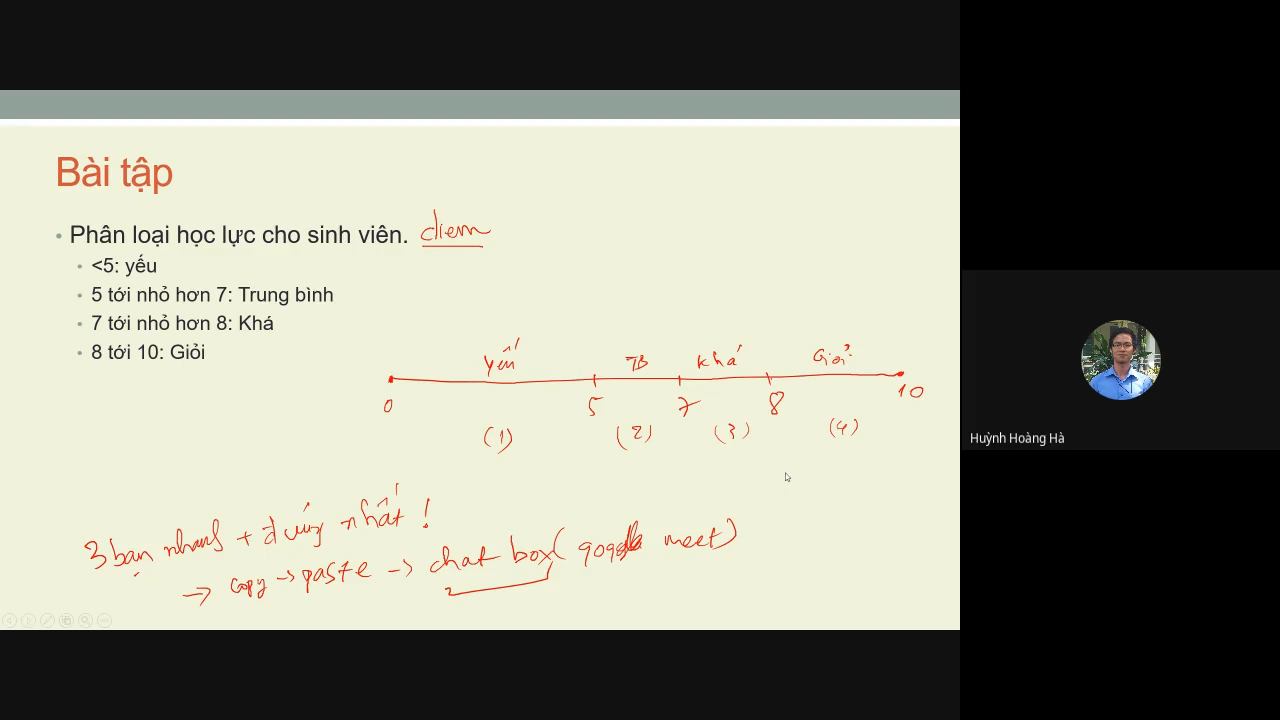 Bài tập
• Phân loại học lực cho sinh viên. diem
• <5: yếu
• 5 tới nhỏ hơn 7: Trung bình
• 7 tới nhỏ hơn 8: Khá
• 8 tới 10: Giỏi
Yếu TB Khá Giỏi
0 5 7 8 10
(1) (2) (3) (4)
3 bạn nhanh + đúng nhất!
→ copy → paste → chat box (google meet)
Huỳnh Hoàng Hà